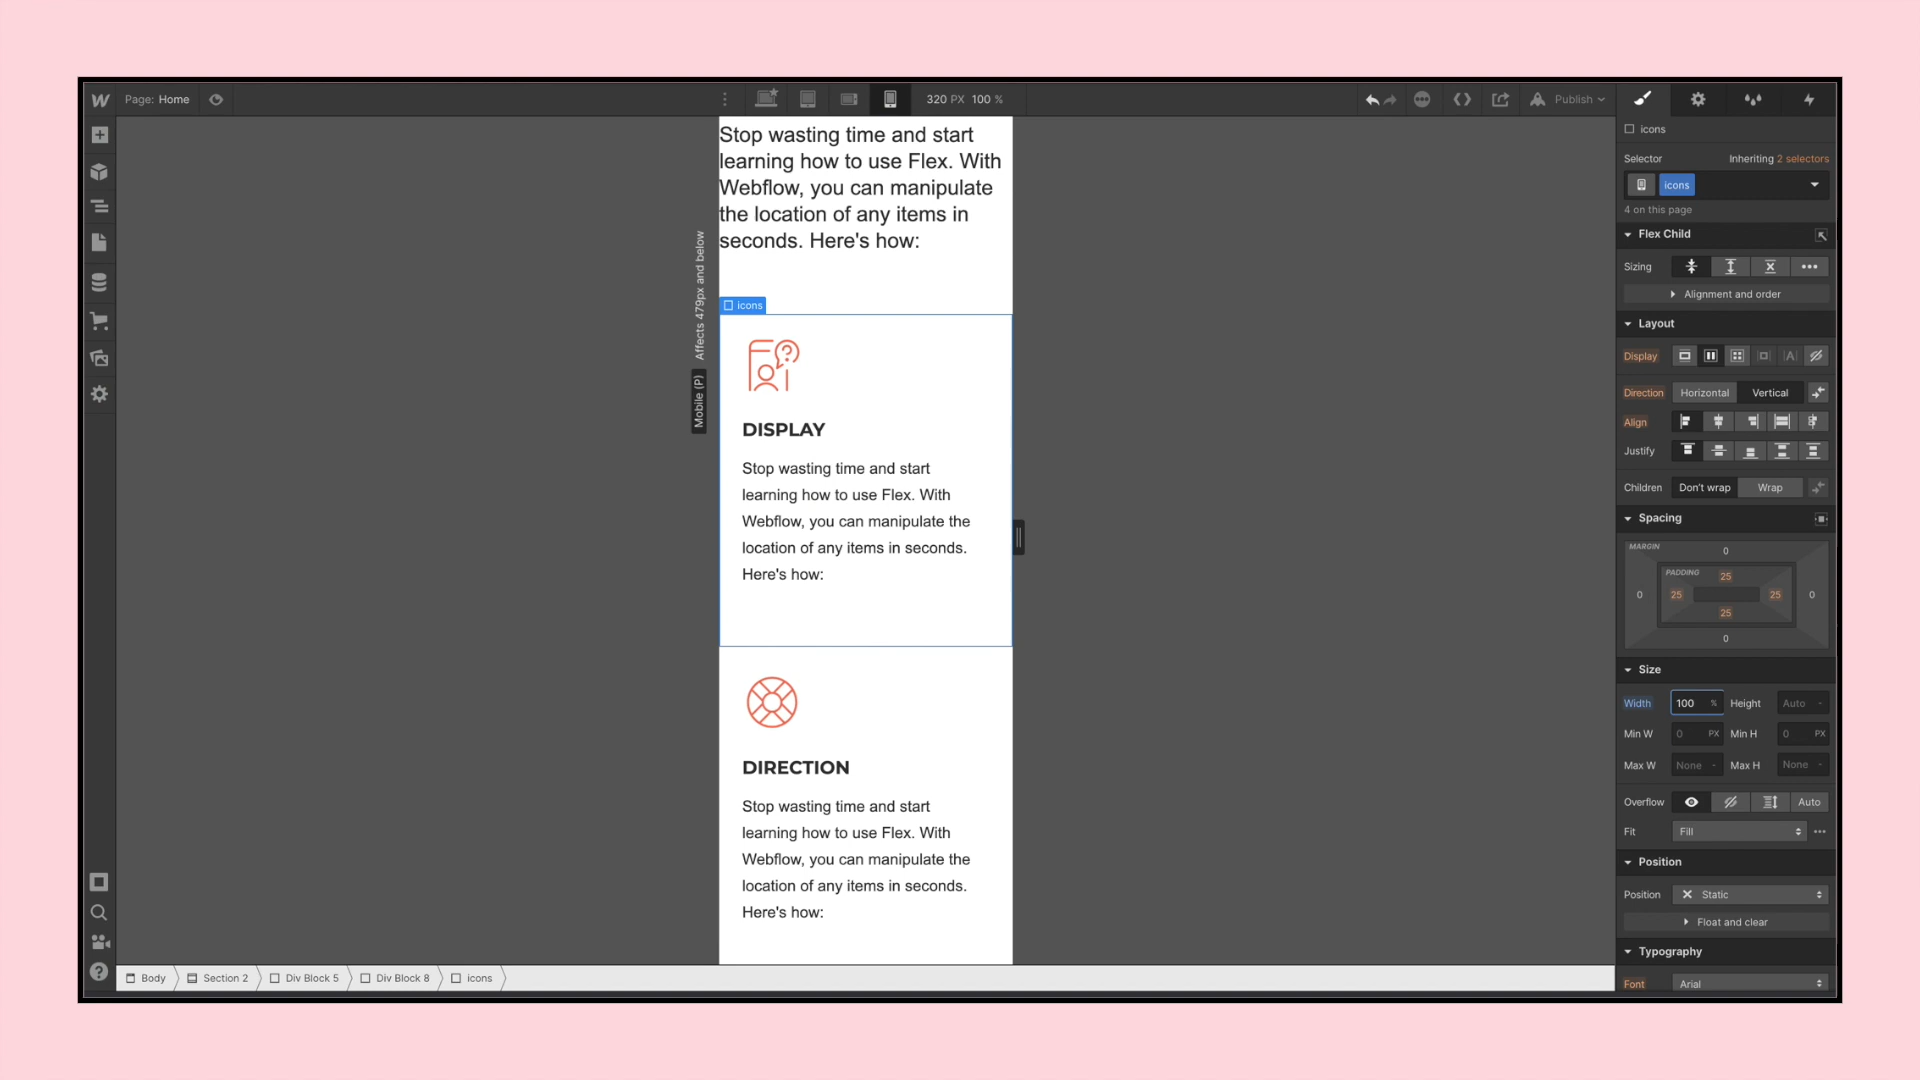 Page: Home
320 PX 100 %
Publish
Stop wasting time and start
learning how to use Flex. With
Webflow, you can manipulate
the location of any items in
seconds. Here's how:
Affects 479px and below
Mobile (P)
icons
DISPLAY
Stop wasting time and start
learning how to use Flex. With
Webflow, you can manipulate the
location of any items in seconds.
Here's how:
DIRECTION
Stop wasting time and start
learning how to use Flex. With
Webflow, you can manipulate the
location of any items in seconds.
Here's how:
Body
Section 2
Div Block 5
Div Block 8
icons
icons
Selector Inheriting 2 selectors
icons
4 on this page
Flex Child
Sizing
Alignment and order
Layout
Display
Direction Horizontal Vertical
Align
Justify
Children Don't wrap Wrap
Spacing
MARGIN
0
PADDING
25
0 25 25 0
25
0
Size
Width 100 % Height Auto -
Min W 0 PX Min H 0 PX
Max W None - Max H None -
Overflow Auto
Fit Fill
Position
Position Static
Float and clear
Typography
Font Arial